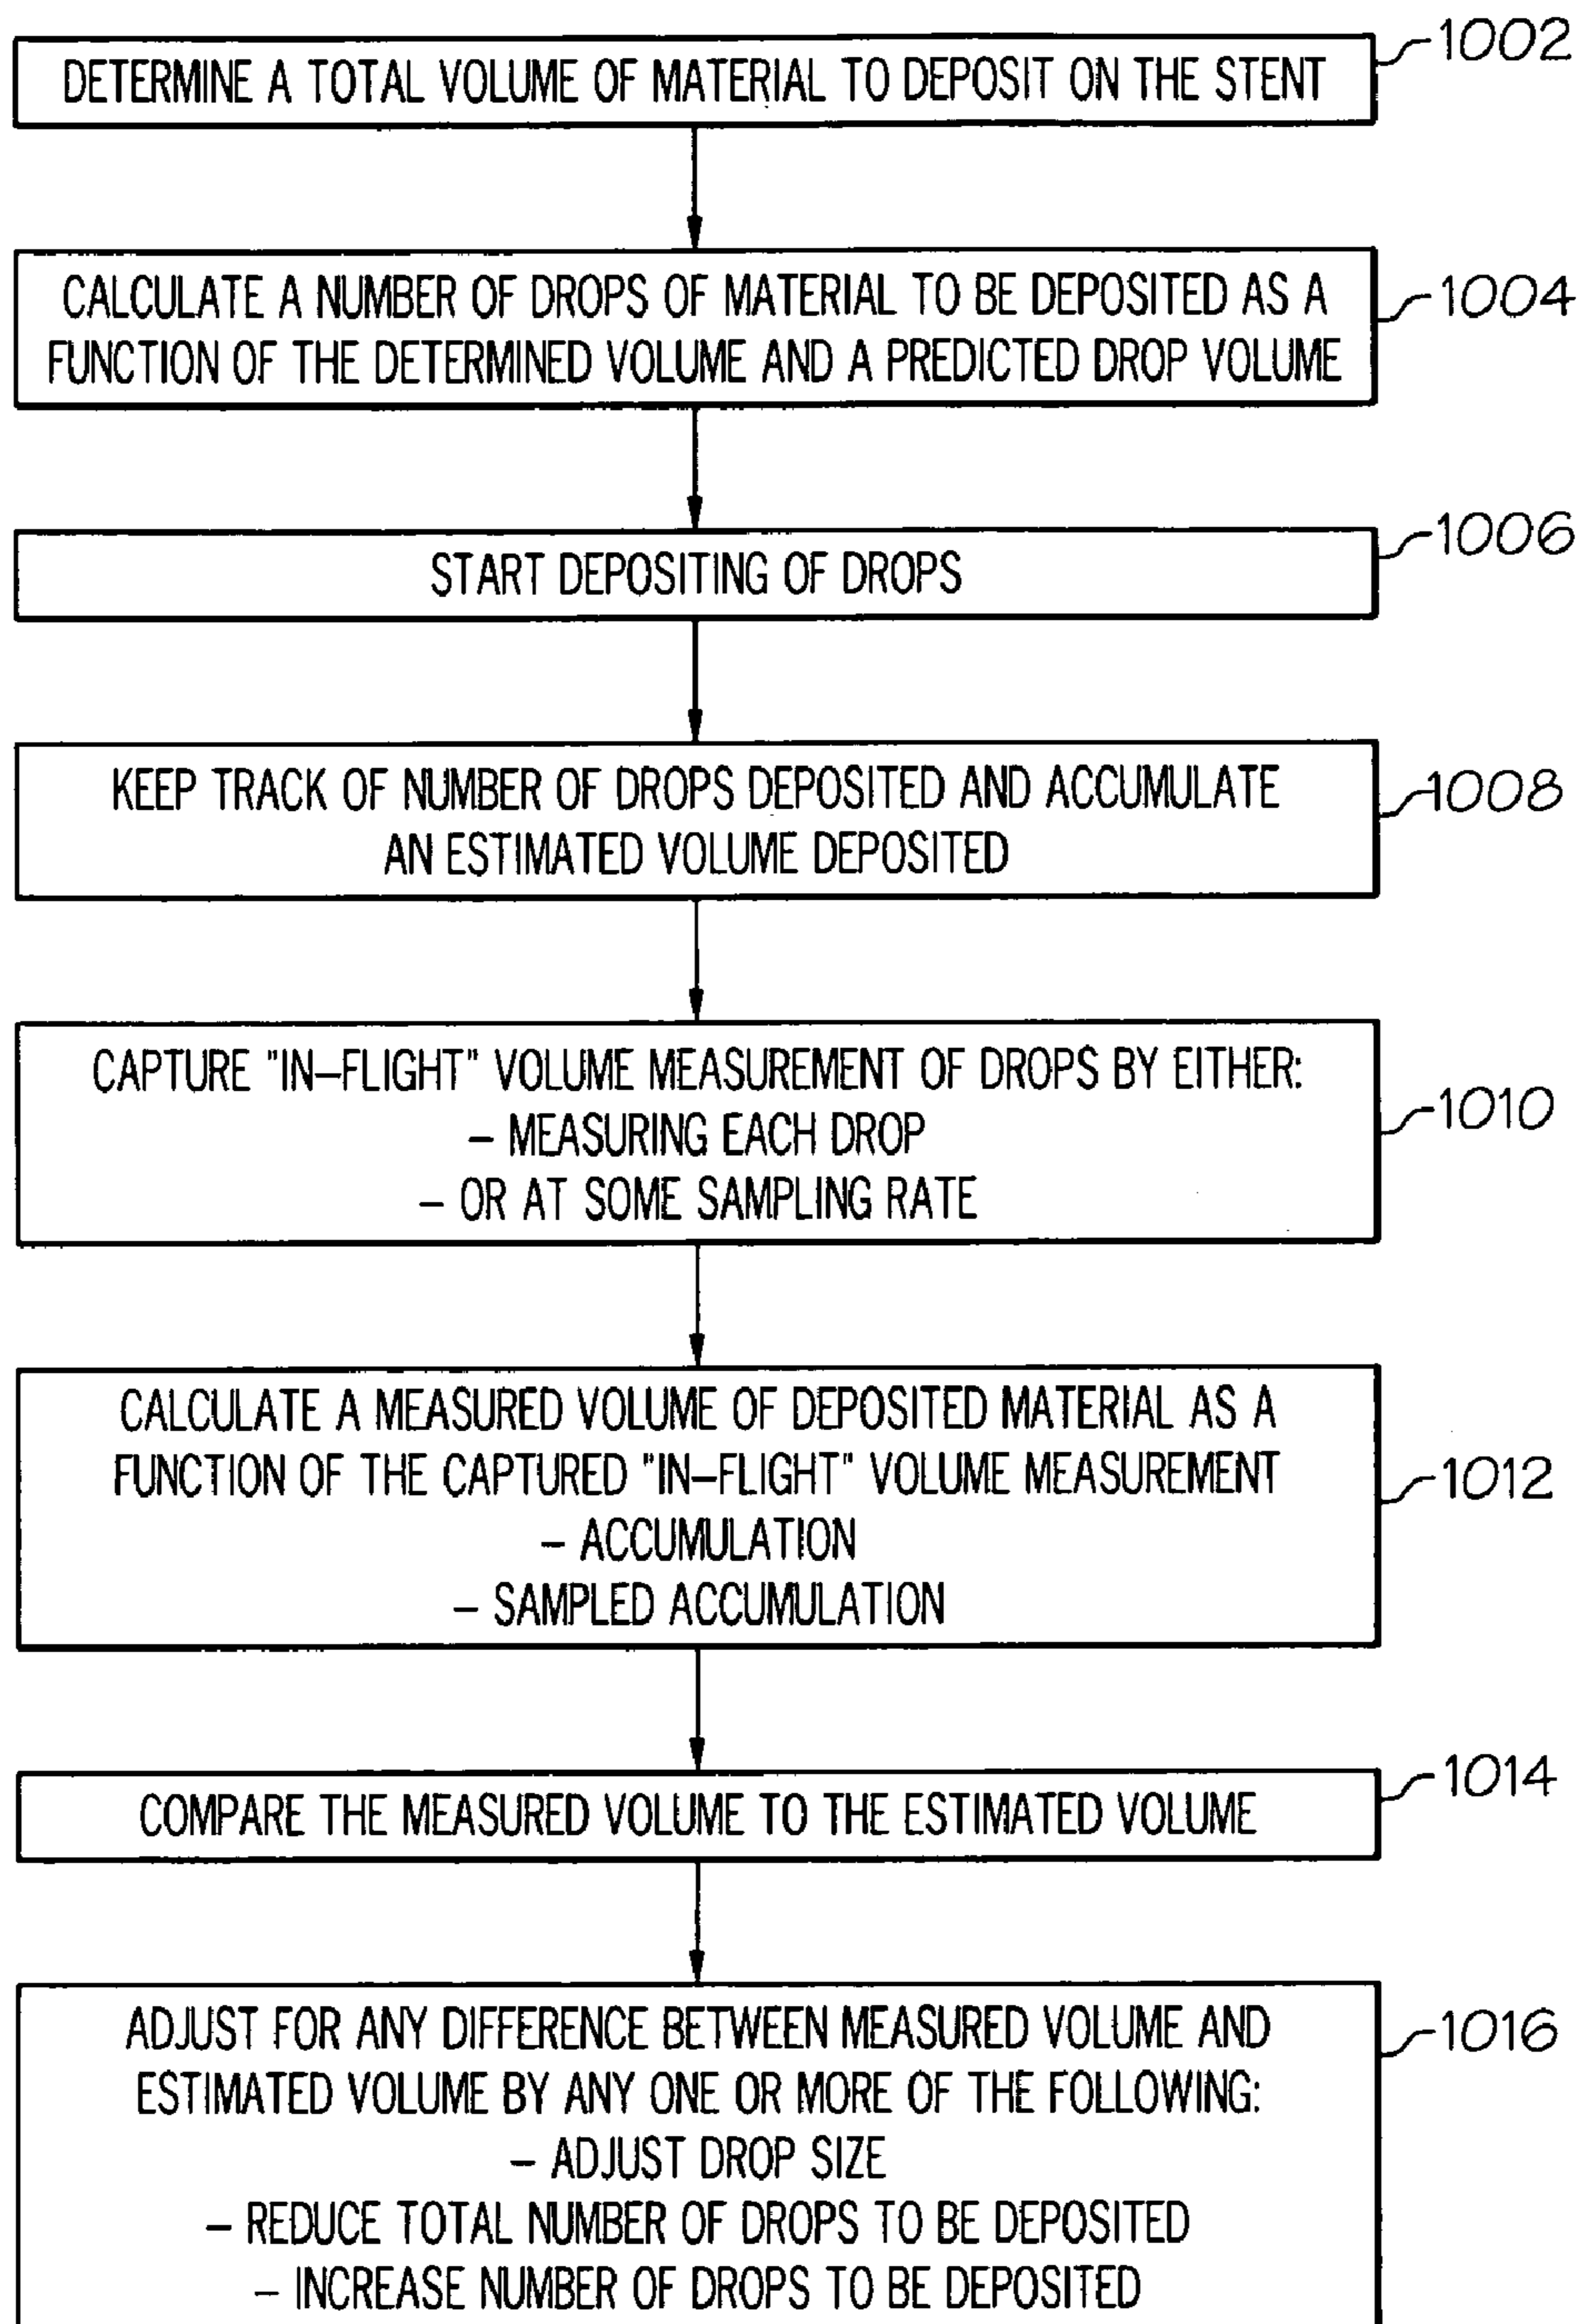 1002
DETERMINE A TOTAL VOLUME OF MATERIAL TO DEPOSIT ON THE STENT
1004
CALCULATE A NUMBER OF DROPS OF MATERIAL TO BE DEPOSITED AS A
FUNCTION OF THE DETERMINED VOLUME AND A PREDICTED DROP VOLUME
1006
START DEPOSITING OF DROPS
1008
KEEP TRACK OF NUMBER OF DROPS DEPOSITED AND ACCUMULATE
AN ESTIMATED VOLUME DEPOSITED
1010
CAPTURE "IN–FLIGHT" VOLUME MEASUREMENT OF DROPS BY EITHER:
– MEASURING EACH DROP
– OR AT SOME SAMPLING RATE
1012
CALCULATE A MEASURED VOLUME OF DEPOSITED MATERIAL AS A
FUNCTION OF THE CAPTURED "IN–FLIGHT" VOLUME MEASUREMENT
– ACCUMULATION
– SAMPLED ACCUMULATION
1014
COMPARE THE MEASURED VOLUME TO THE ESTIMATED VOLUME
1016
ADJUST FOR ANY DIFFERENCE BETWEEN MEASURED VOLUME AND
ESTIMATED VOLUME BY ANY ONE OR MORE OF THE FOLLOWING:
– ADJUST DROP SIZE
– REDUCE TOTAL NUMBER OF DROPS TO BE DEPOSITED
– INCREASE NUMBER OF DROPS TO BE DEPOSITED